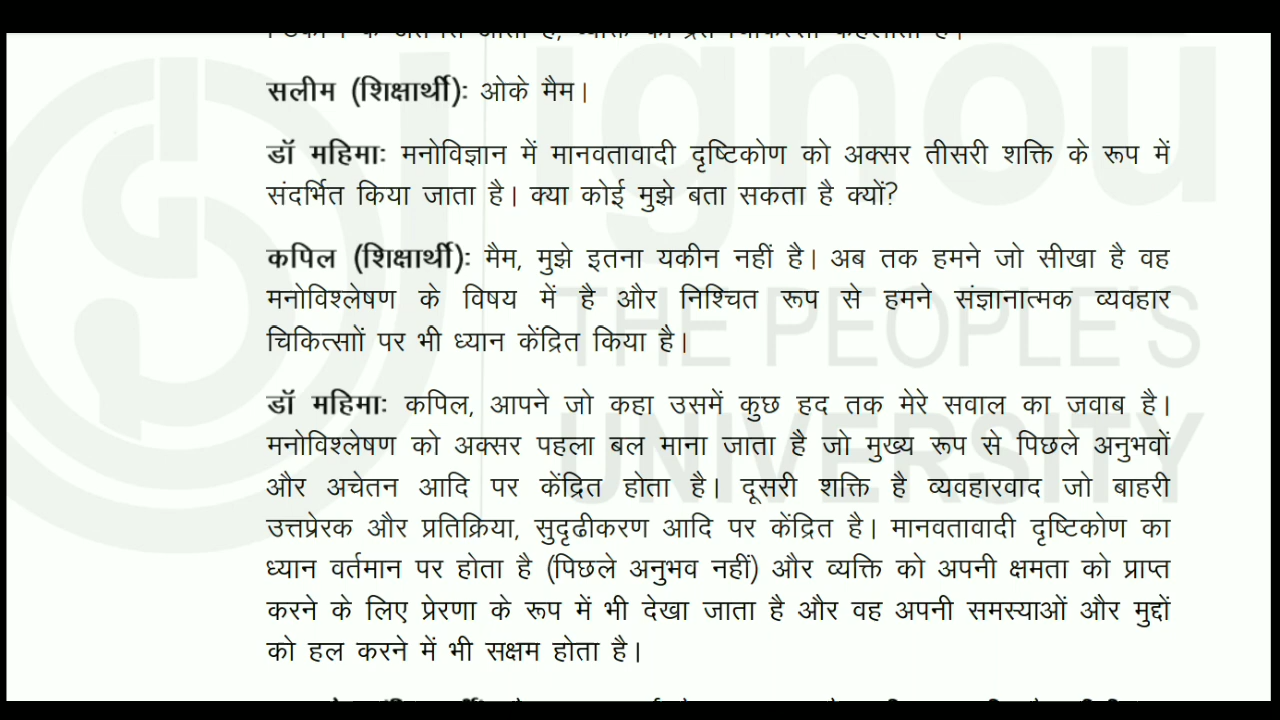 सलीम (शिक्षार्थी): ओके मैम।
डॉ महिमाः मनोविज्ञान में मानवतावादी दृष्टिकोण को अक्सर तीसरी शक्ति के रूप में
संदर्भित किया जाता है। क्या कोई मुझे बता सकता है क्यों?
कपिल (शिक्षार्थी): मैम, मुझे इतना यकीन नहीं है। अब तक हमने जो सीखा है वह
मनोविश्लेषण के विषय में है और निश्चित रूप से हमने संज्ञानात्मक व्यवहार
चिकित्साों पर भी ध्यान केंद्रित किया है।
डॉ महिमाः कपिल, आपने जो कहा उसमें कुछ हद तक मेरे सवाल का जवाब है।
मनोविश्लेषण को अक्सर पहला बल माना जाता है जो मुख्य रूप से पिछले अनुभवों
और अचेतन आदि पर केंद्रित होता है। दूसरी शक्ति है व्यवहारवाद जो बाहरी
उत्तप्रेरक और प्रतिक्रिया, सुदृढीकरण आदि पर केंद्रित है। मानवतावादी दृष्टिकोण का
ध्यान वर्तमान पर होता है (पिछले अनुभव नहीं) और व्यक्ति को अपनी क्षमता को प्राप्त
करने के लिए प्रेरणा के रूप में भी देखा जाता है और वह अपनी समस्याओं और मुद्दों
को हल करने में भी सक्षम होता है।
ignou
THE PEOPLE'S
UNIVERSITY